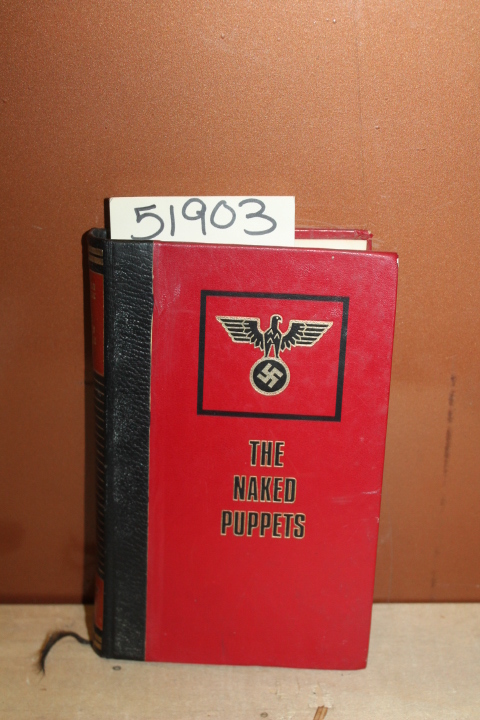 51903
THE
NAKED
PUPPETS